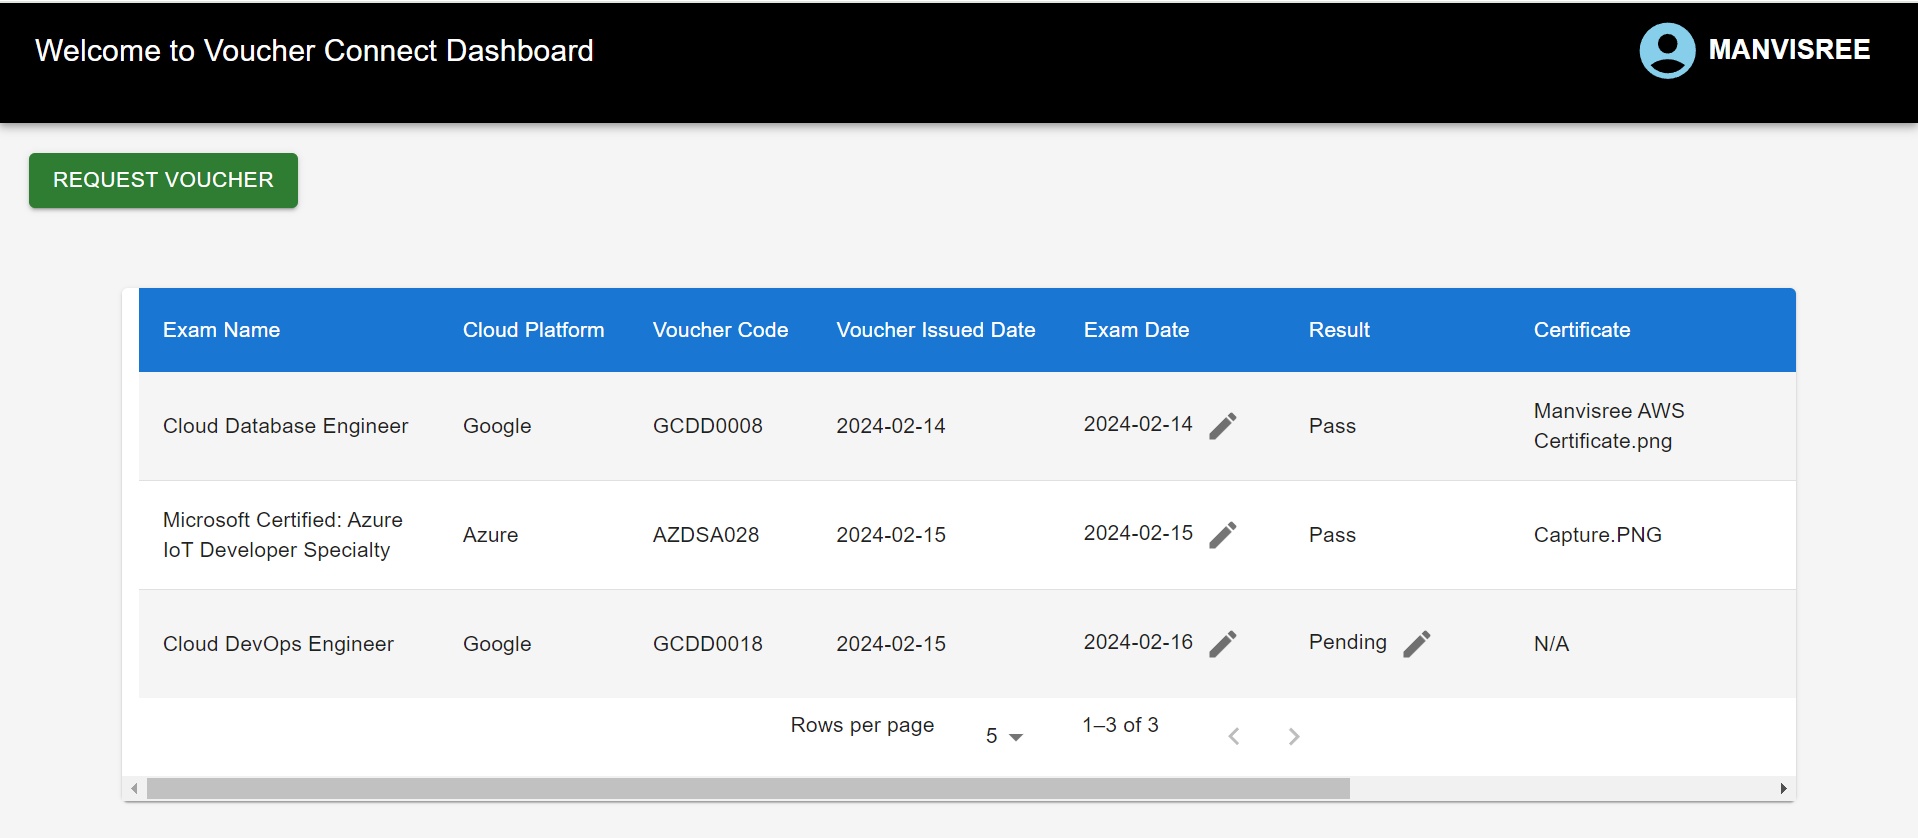 Welcome to Voucher Connect Dashboard
MANVISREE
REQUEST VOUCHER
Exam Name Cloud Platform Voucher Code Voucher Issued Date Exam Date Result Certificate
Cloud Database Engineer Google GCDD0008 2024-02-14 2024-02-14 Pass Manvisree AWS
Certificate.png
Microsoft Certified: Azure
IoT Developer Specialty Azure AZDSA028 2024-02-15 2024-02-15 Pass Capture.PNG
Cloud DevOps Engineer Google GCDD0018 2024-02-15 2024-02-16 Pending N/A
Rows per page 5 1–3 of 3